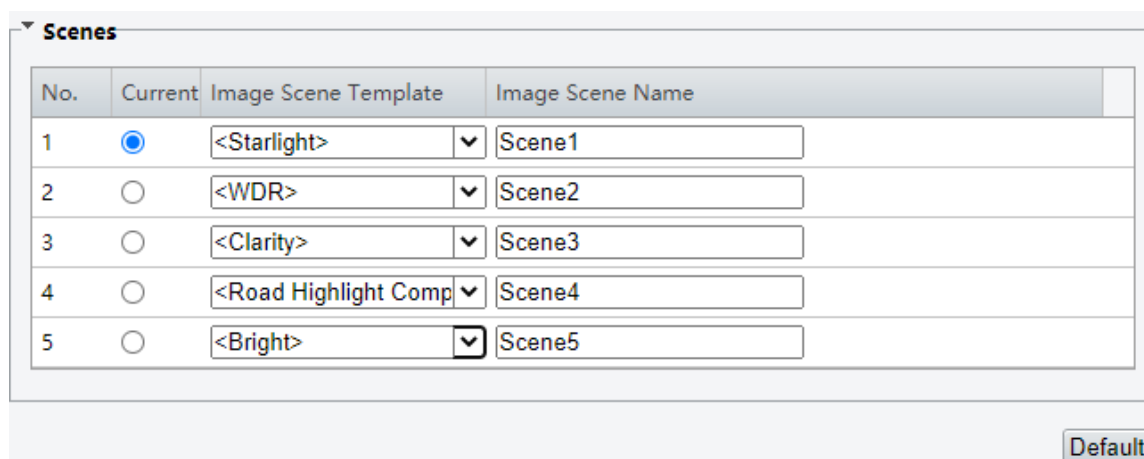 Scenes
No. Current Image Scene Template Image Scene Name
1 <Starlight> Scene1
2 <WDR> Scene2
3 <Clarity> Scene3
4 <Road Highlight Comp Scene4
5 <Bright> Scene5
Default